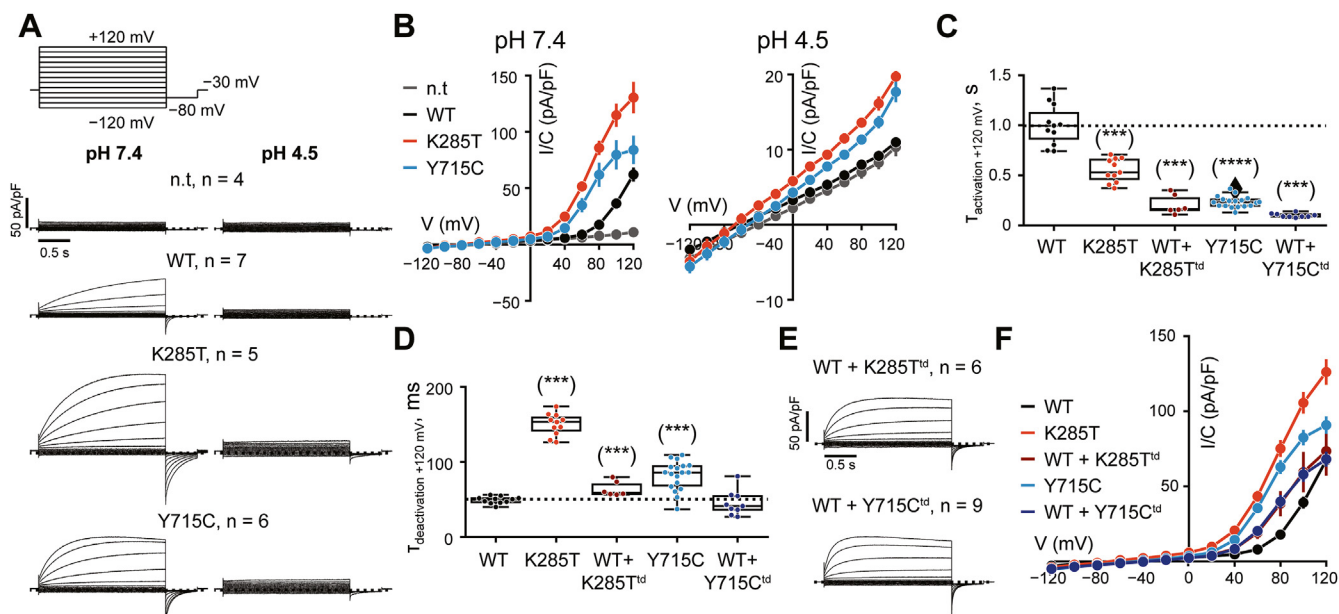 A
+120 mV
−30 mV
−80 mV
−120 mV
pH 7.4
pH 4.5
n.t, n = 4
50 pA/pF
0.5 s
WT, n = 7
K285T, n = 5
Y715C, n = 6
B
pH 7.4
pH 4.5
n.t
WT
K285T
Y715C
I/C (pA/pF)
150
100
50
−50
V (mV)
−120
−80
−40
40
80
120
I/C (pA/pF)
20
10
−10
V (mV)
−120
−80
−40
40
80
120
C
Τactivation +120 mV, s
1.5
1.0
0.5
0
(***)
(***)
(****)
(***)
WT
K285T
WT+
K285Ttd
Y715C
WT+
Y715Ctd
D
Τdeactivation +120 mV, ms
200
100
50
0
(***)
(***)
(***)
WT
K285T
WT+
K285Ttd
Y715C
WT+
Y715Ctd
E
WT + K285Ttd, n = 6
50 pA/pF
0.5 s
WT + Y715Ctd, n = 9
F
WT
K285T
WT + K285Ttd
Y715C
WT + Y715Ctd
I/C (pA/pF)
150
100
50
V (mV)
−120
−80
−40
0
40
80
120